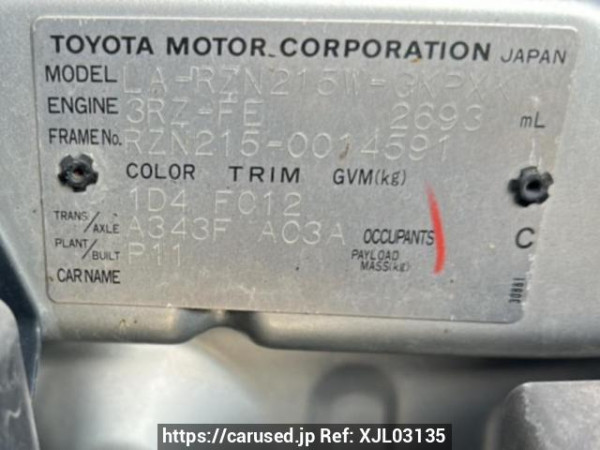 TOYOTA MOTOR CORPORATION JAPAN
MODEL LA-RZN215W-GKPX
ENGINE 3RZ-FE 2693 mL
FRAME No. RZN215-0014591
COLOR TRIM GVM(kg)
1D4 FC12
TRANS/AXLE A343F A03A OCCUPANTS C
PLANT/BUILT P11 PAYLOAD MASS(kg)
CAR NAME
30881
https://carused.jp Ref: XJL03135